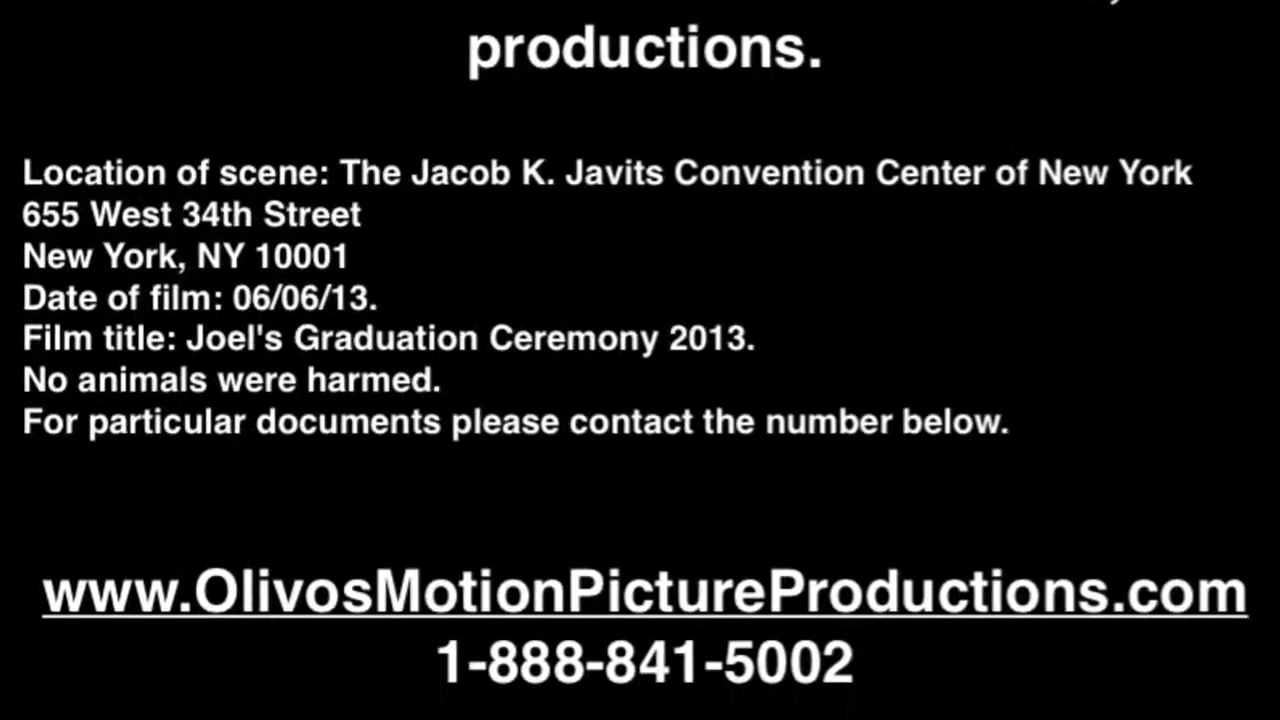 productions.
Location of scene: The Jacob K. Javits Convention Center of New York
655 West 34th Street
New York, NY 10001
Date of film: 06/06/13.
Film title: Joel's Graduation Ceremony 2013.
No animals were harmed.
For particular documents please contact the number below.
www.OlivosMotionPictureProductions.com
1-888-841-5002